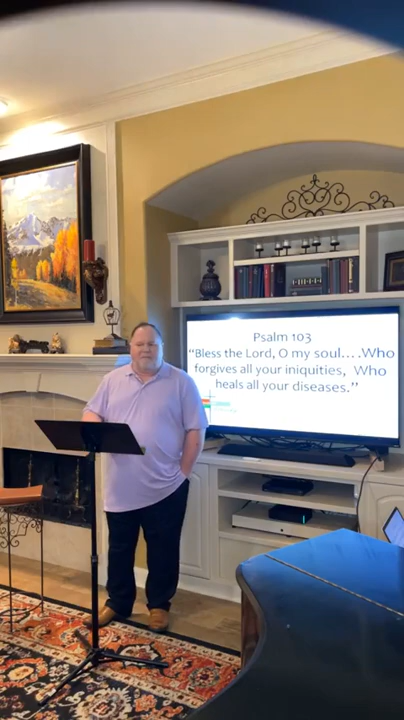 Psalm 103
“Bless the Lord, O my soul... .Who
forgives all your iniquities,  Who
heals all your diseases.”